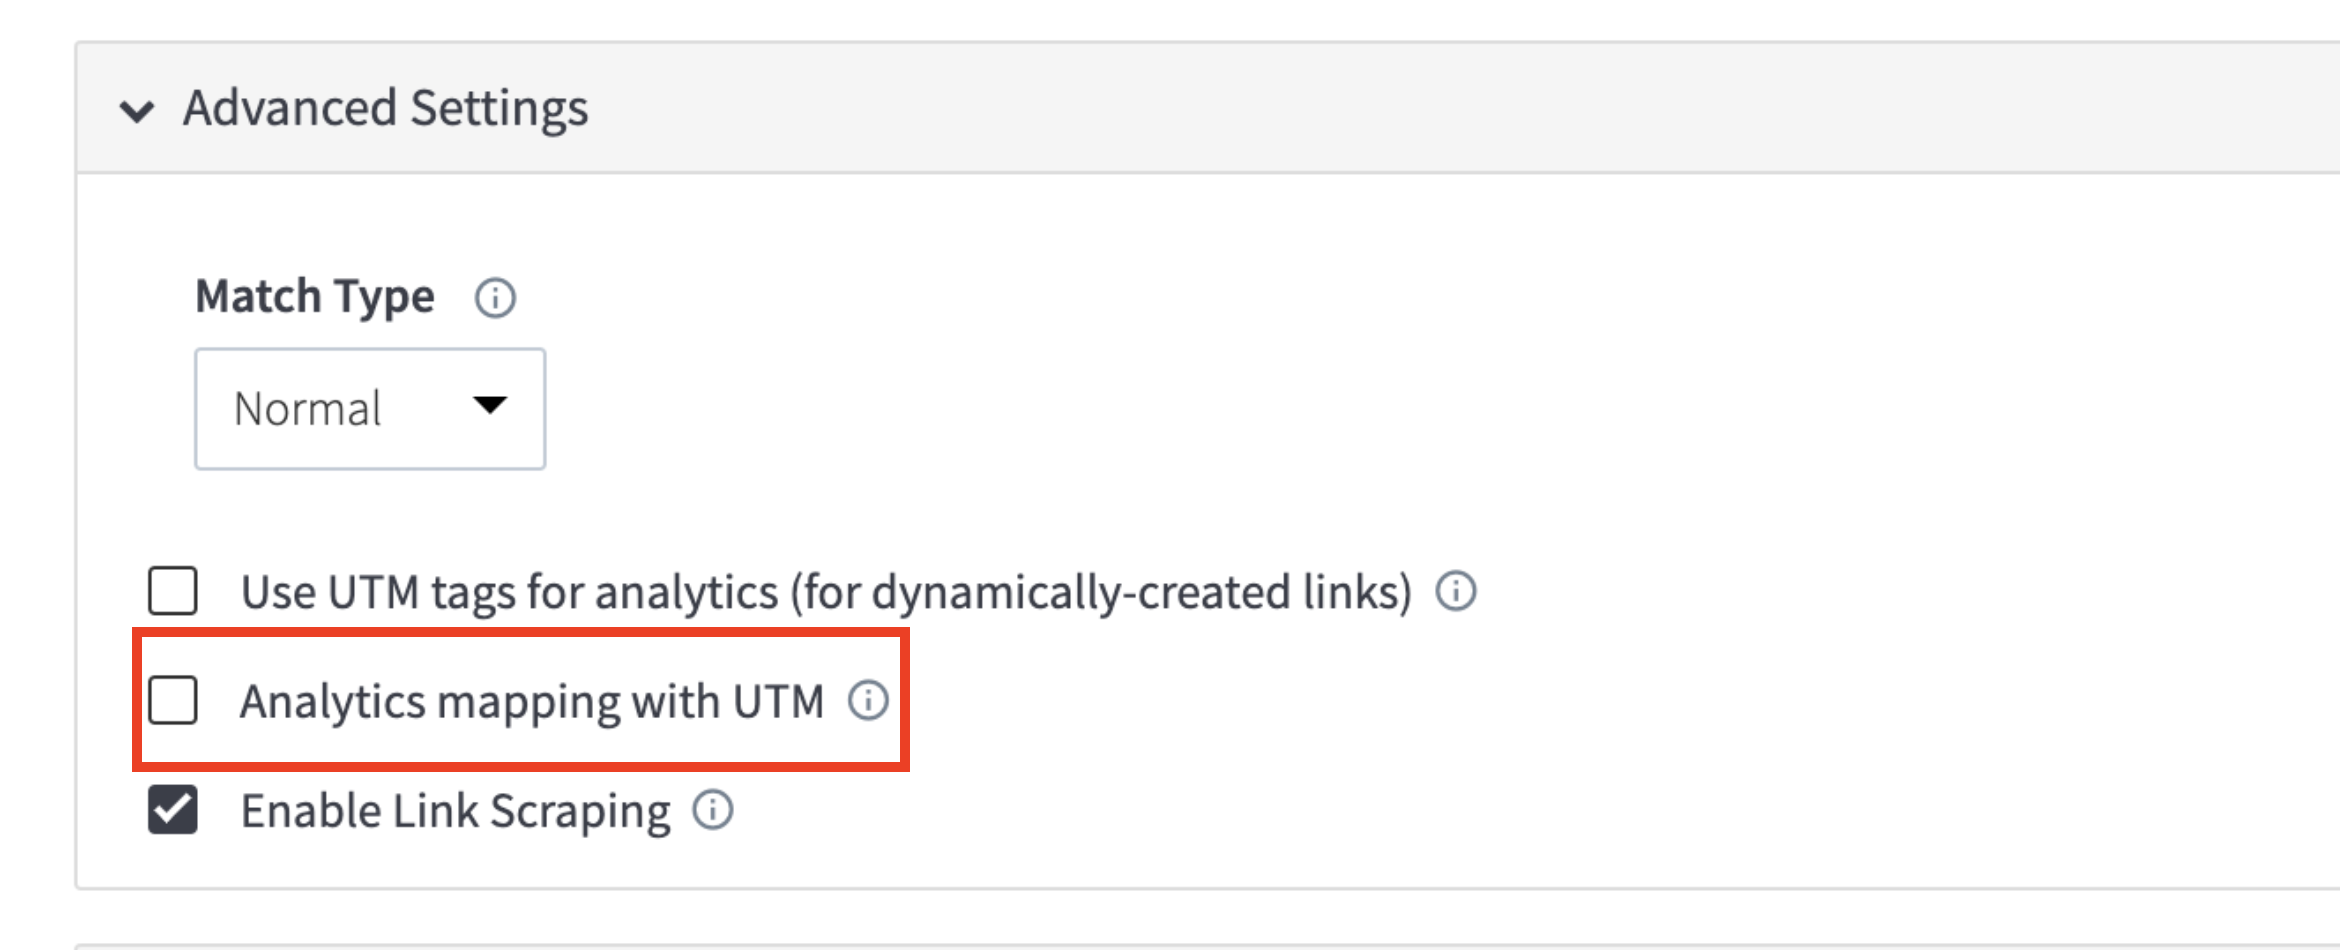 Advanced Settings
Match Type
Normal
Use UTM tags for analytics (for dynamically-created links)
Analytics mapping with UTM
Enable Link Scraping